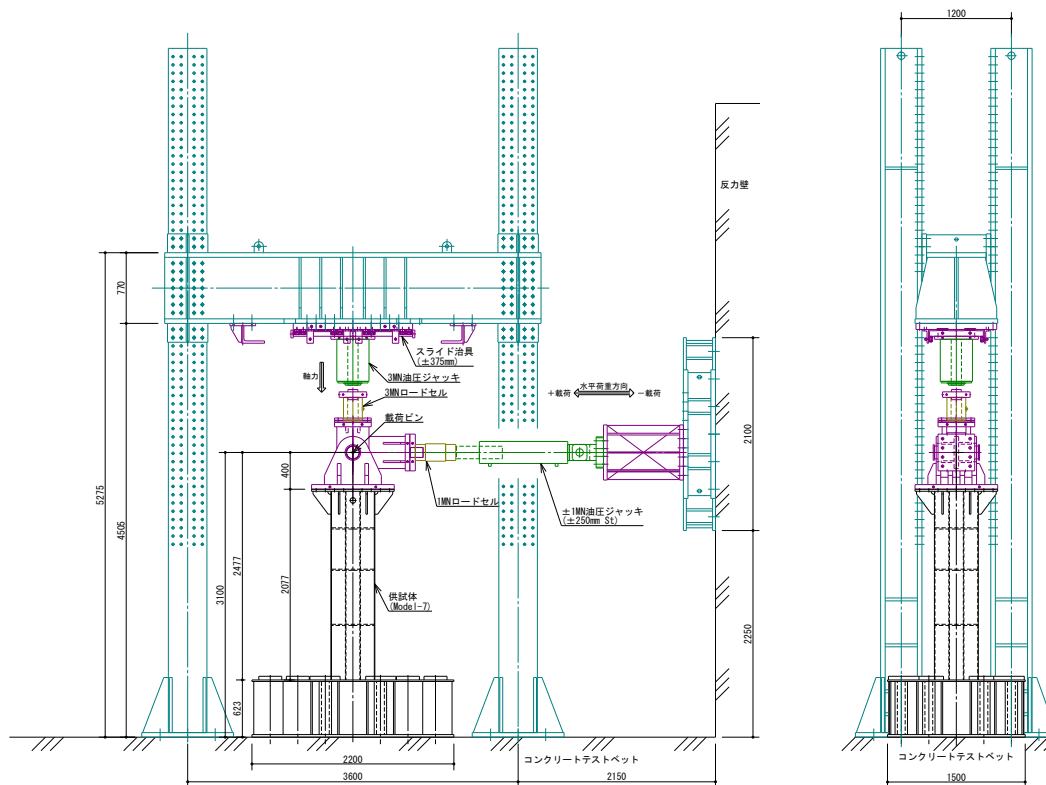 1200
反力壁
770
スライド治具
(±375mm)
軸力
3MN油圧ジャッキ
+載荷
水平荷重方向
－載荷
3MNロードセル
載荷ピン
2100
400
5275
4505
1MNロードセル
±1MN油圧ジャッキ
(±250mm St)
2477
2077
3100
供試体
(Model-7)
2250
623
2200
コンクリートテストベット
3600
2150
コンクリートテストベット
1500